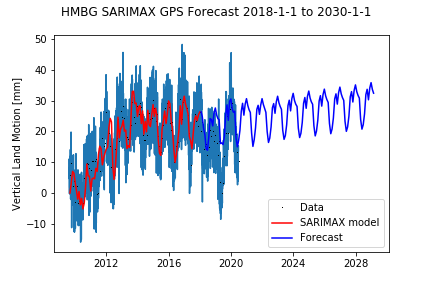 HMBG SARIMAX GPS Forecast 2018-1-1 to 2030-1-1
Vertical Land Motion [mm]
50
40
30
20
10
0
−10
2012
2016
2020
2024
2028
Data
SARIMAX model
Forecast